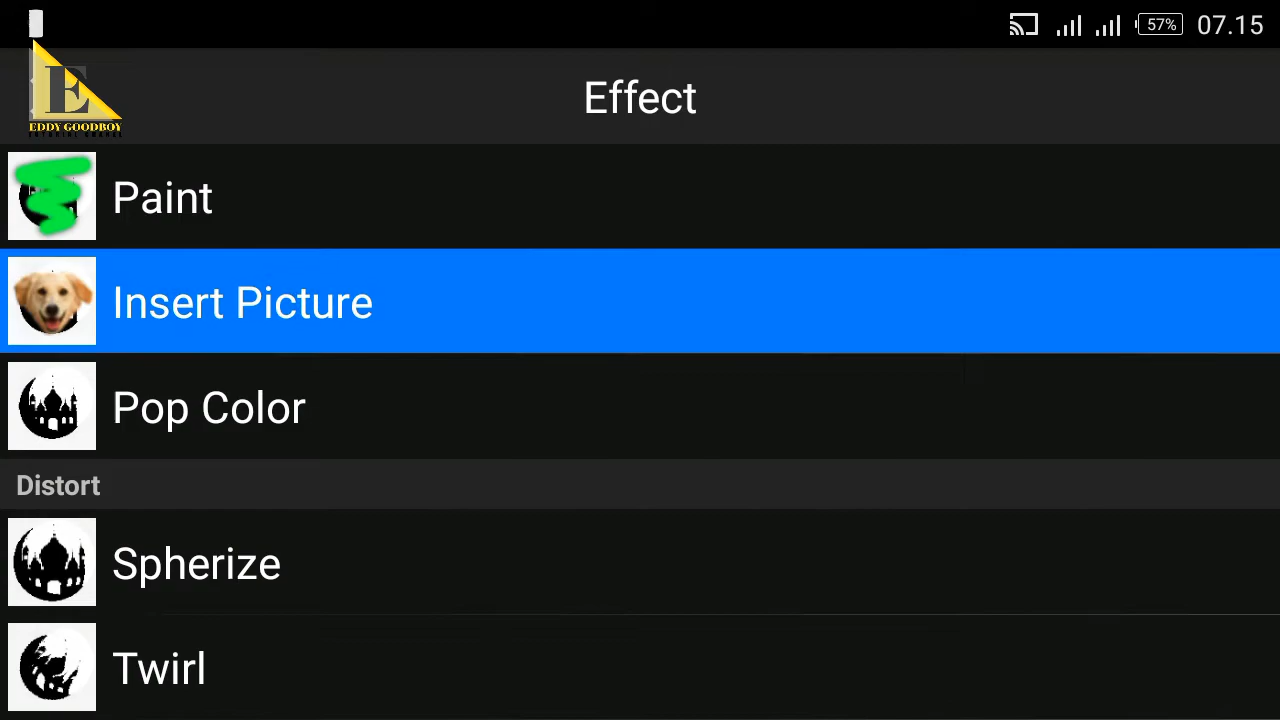 57%
07.15
E
EDDY GOODBOY
Effect
Paint
Insert Picture
Pop Color
Distort
Spherize
Twirl